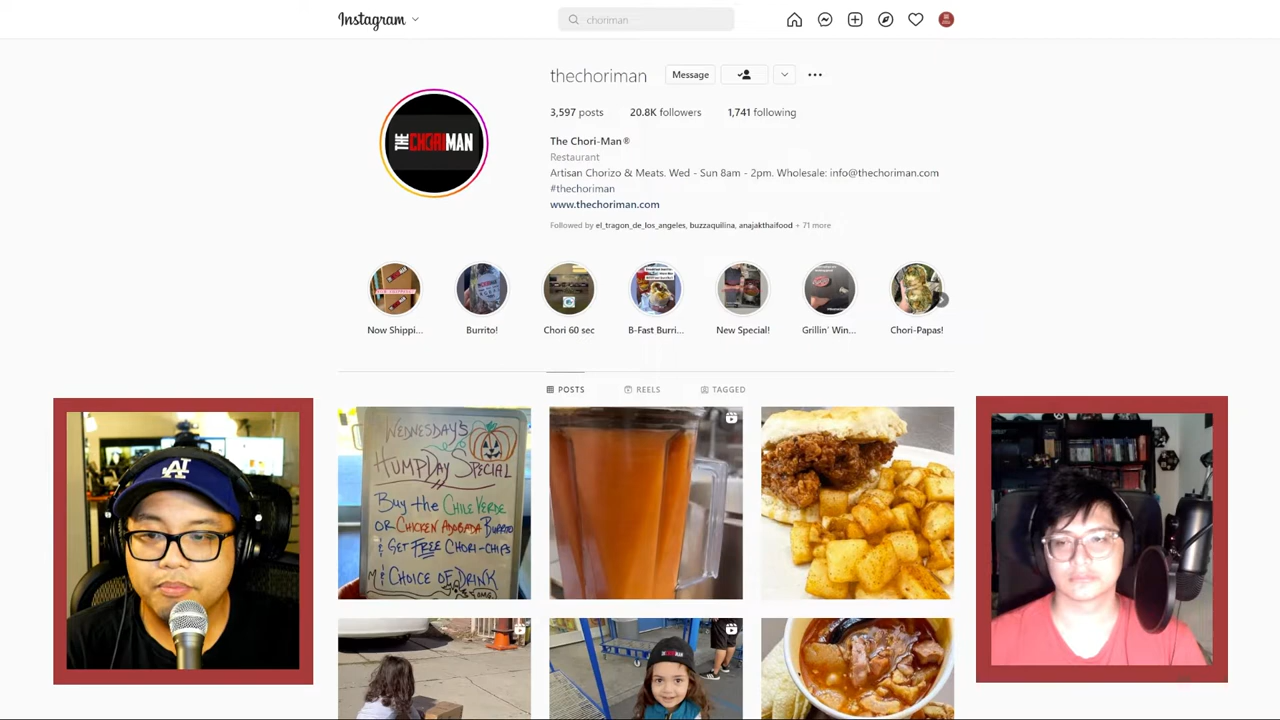 Instagram
choriman
thechoriman
Message
3,597 posts 20.8K followers 1,741 following
THE CHORIMAN
The Chori-Man®
Restaurant
Artisan Chorizo & Meats. Wed - Sun 8am - 2pm. Wholesale: info@thechoriman.com
#thechoriman
www.thechoriman.com
Followed by el_tragon_de_los_angeles, buzzaquilina, anajakthaifood + 71 more
Now Shippi... Burrito! Chori 60 sec B-Fast Burri... New Special! Grillin' Win... Chori-Papas!
POSTS REELS TAGGED
WEDNESDAY'S
HUMPDAY SPECIAL
BUY the CHILE VERDE
OR CHICKEN ADOBADA BURRITO
& GET FREE CHORI-CHIPS
& CHOICE OF DRINK
LA